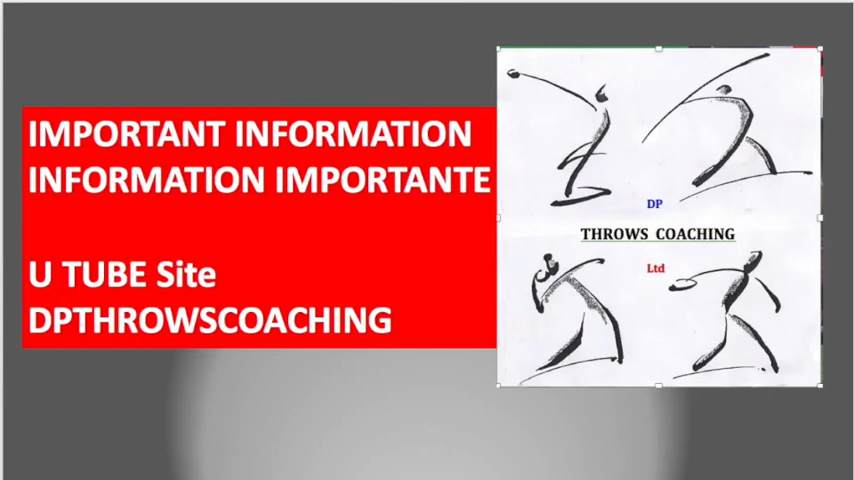 IMPORTANT INFORMATION
INFORMATION IMPORTANTE
U TUBE Site
DPTHROWSCOACHING
DP
THROWS COACHING
Ltd